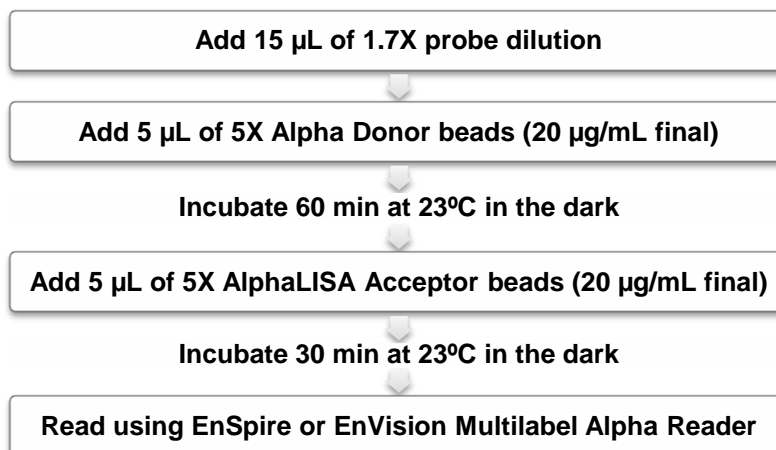 Add 15 µL of 1.7X probe dilution
Add 5 µL of 5X Alpha Donor beads (20 µg/mL final)
Incubate 60 min at 23ºC in the dark
Add 5 µL of 5X AlphaLISA Acceptor beads (20 µg/mL final)
Incubate 30 min at 23ºC in the dark
Read using EnSpire or EnVision Multilabel Alpha Reader